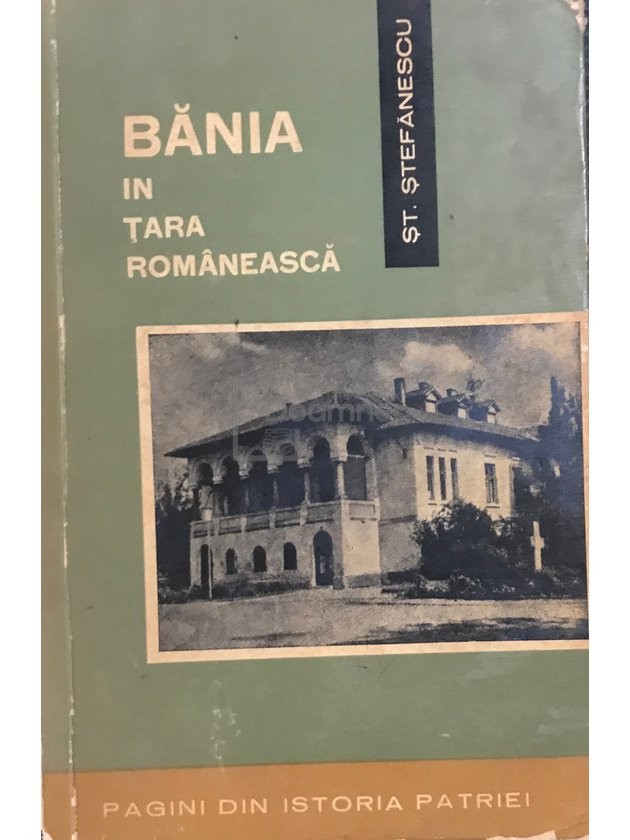 BĂNIA
IN
ŢARA
ROMÂNEASCĂ
ŞT. ŞTEFĂNESCU
PAGINI DIN ISTORIA PATRIEI